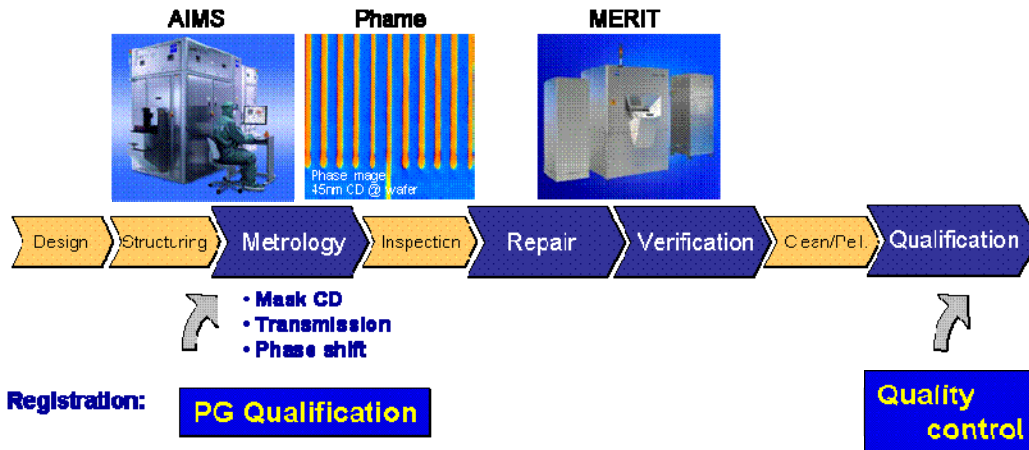 AIMS
Phame
MERIT
Phase image
45nm CD @ wafer
Design
Structuring
Metrology
Inspection
Repair
Verification
Clean/Pel.
Qualification
• Mask CD
• Transmission
• Phase shift
Registration:
PG Qualification
Quality
control